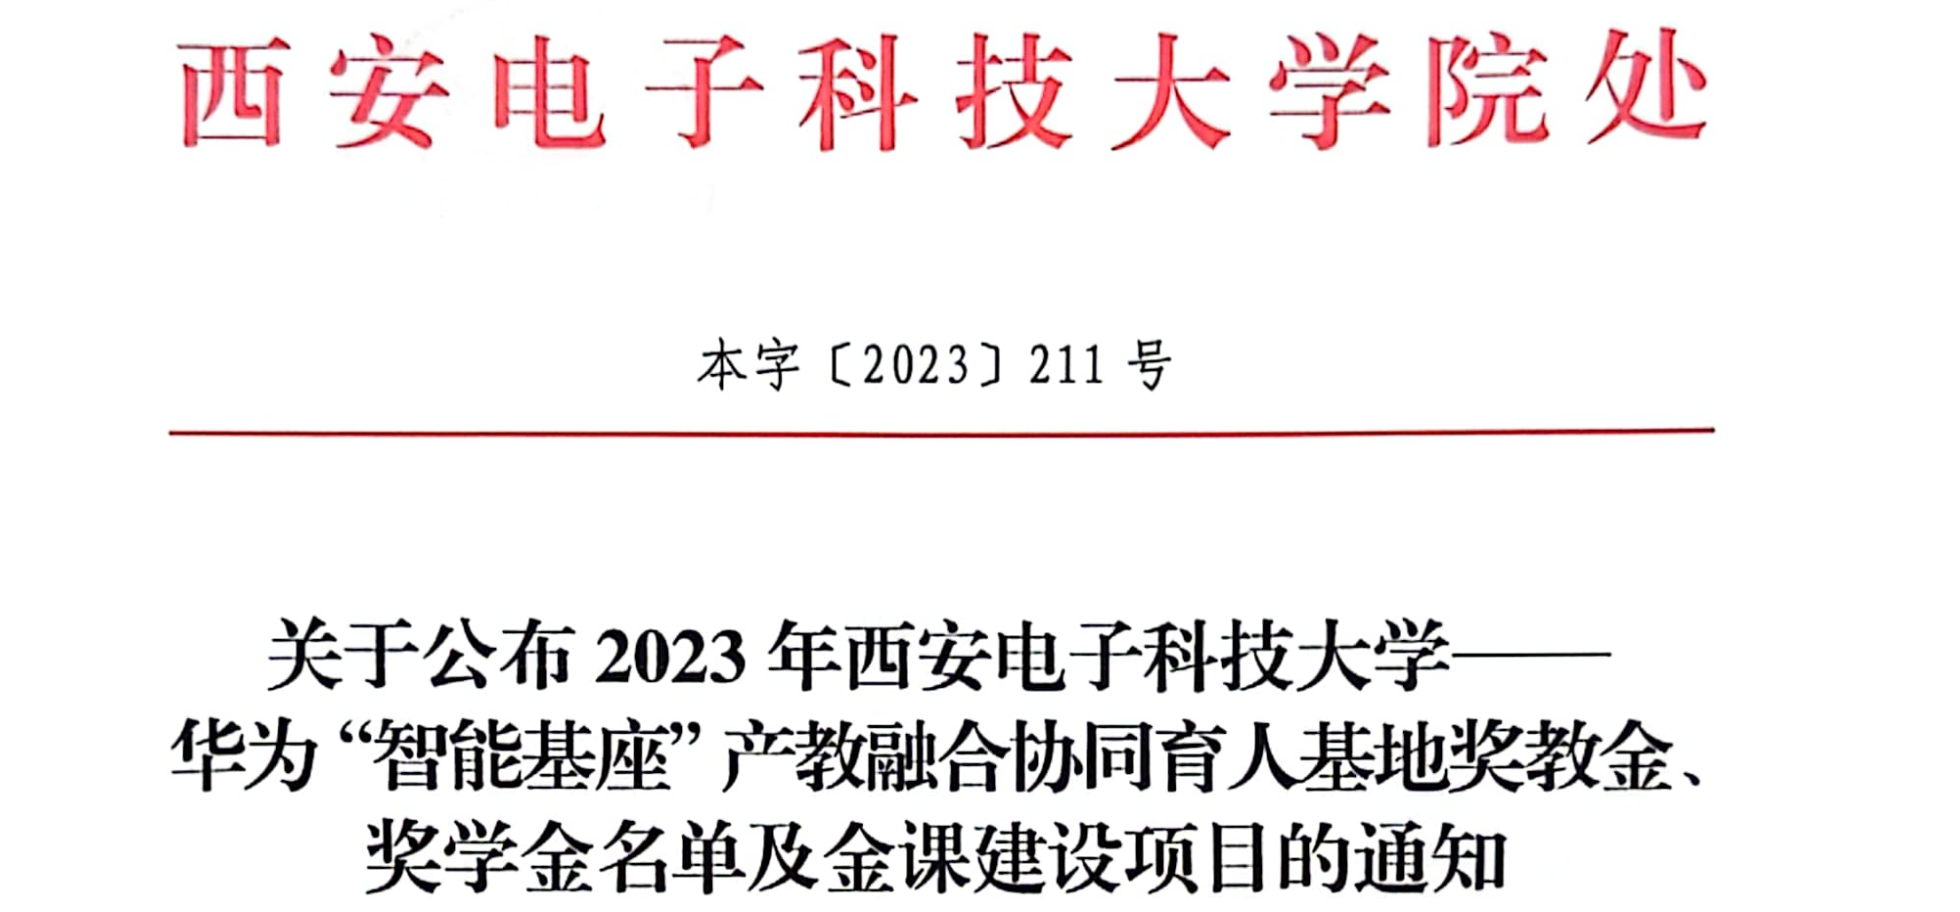 西安电子科技大学院处
本字〔2023〕211 号
关于公布 2023 年西安电子科技大学——
华为“智能基座”产教融合协同育人基地奖教金、
奖学金名单及金课建设项目的通知